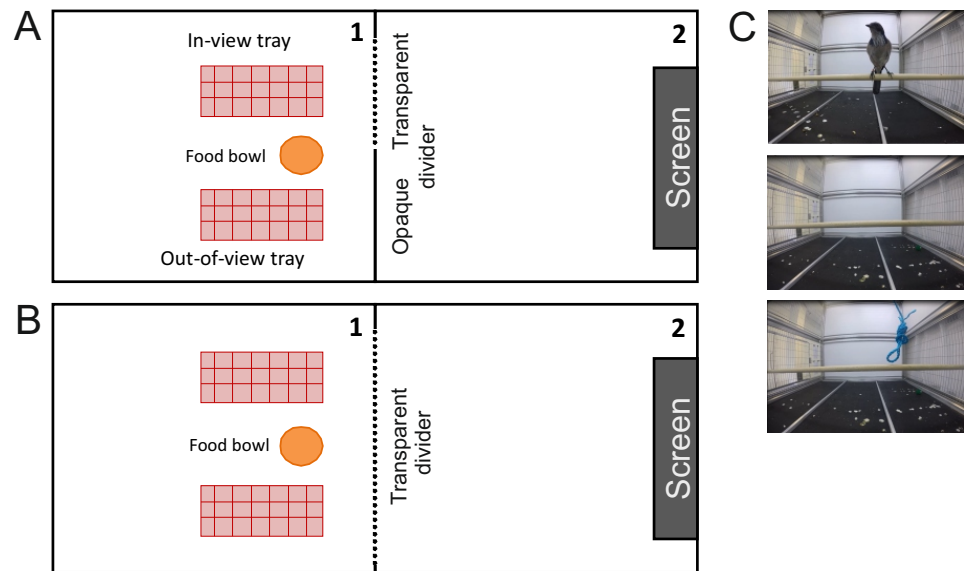 A
In-view tray
Food bowl
Out-of-view tray
1
Opaque Transparent
divider
2
Screen
B
Food bowl
1
Transparent
divider
2
Screen
C